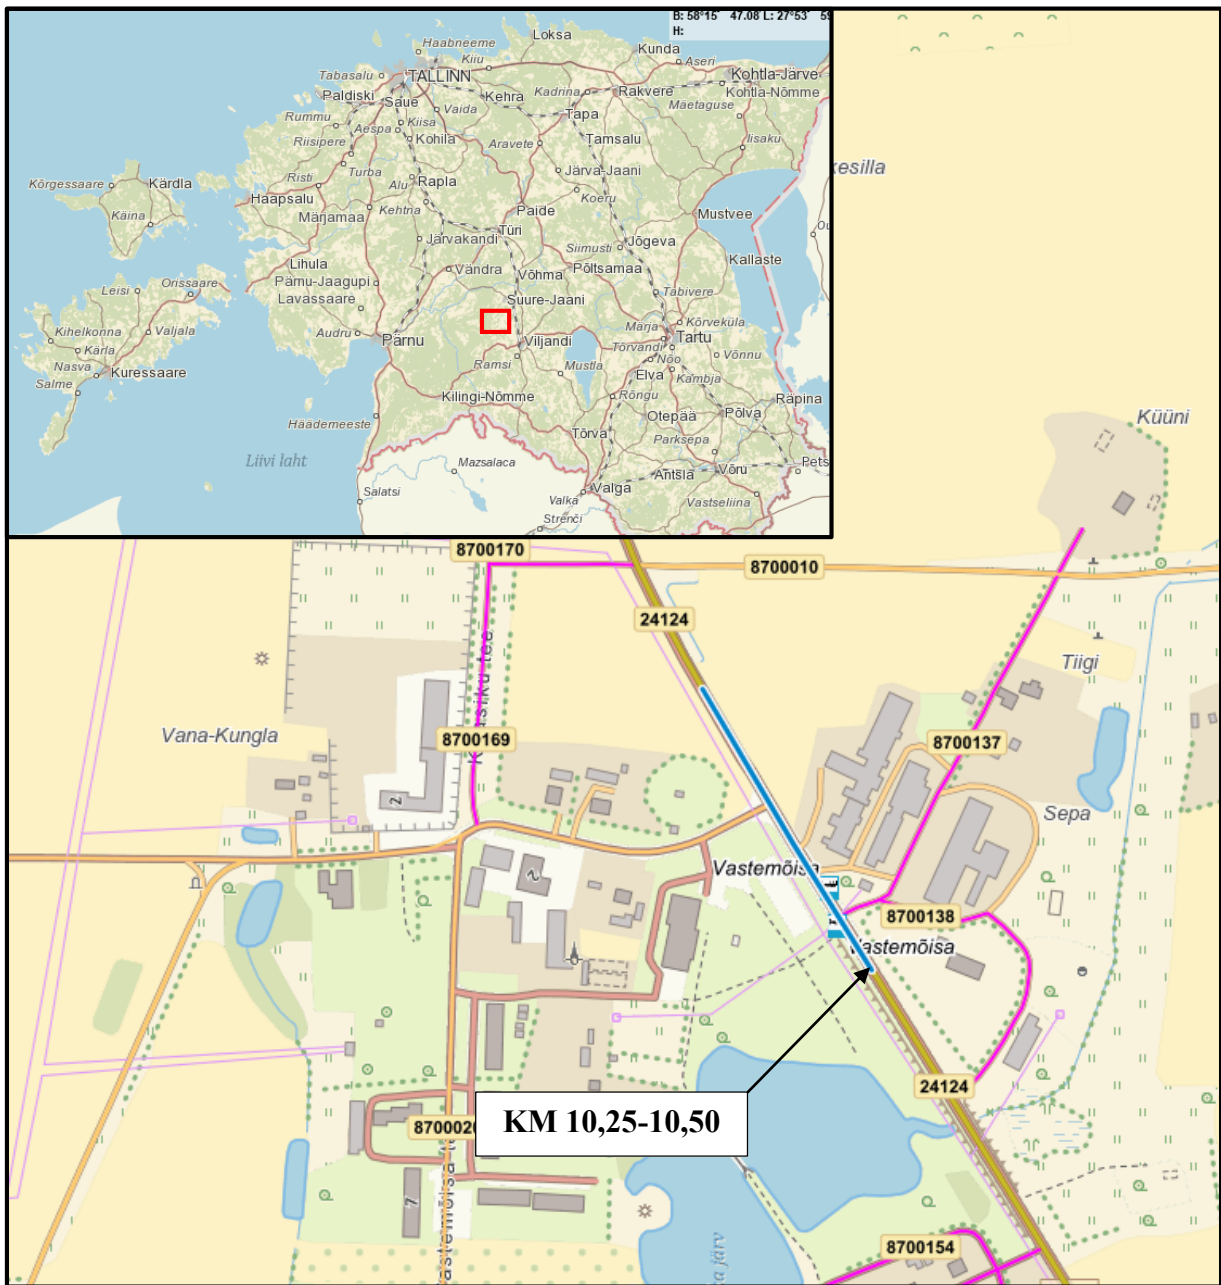 B: 58°15' 47.08 L: 27°53'
H:
Loksa
Haabneeme
Kiiu
Kunda
Aseri
Tabasalu
TALLINN
Kohtla-Järve
Paldiski
Saue
Kehra
Kadrina
Rakvere
Kohtla-Nõmme
Rummu
Vaida
Maetaguse
Aespa
Kiisa
Tapa
Riisipere
Kohila
Aravete
Tamsalu
Iisaku
Turba
Järva-Jaani
Kõrgessaare
Kärdla
Risti
Alu
Rapla
Koeru
Haapsalu
Käina
Märjamaa
Kehtna
Paide
Mustvee
Türi
Järvakandi
Siimusti
Jõgeva
Lihula
Vändra
Võhma
Põltsamaa
Kallaste
Leisi
Orissaare
Pärnu-Jaagupi
Lavassaare
Suure-Jaani
Tabivere
Kihelkonna
Valjala
Audru
Pärnu
Märja
Kõrveküla
Kärla
Viljandi
Tõrvandi
Tartu
Nasva
Kuressaare
Ramsi
Mustla
Nõo
Võnnu
Salme
Elva
Kambja
Kilingi-Nõmme
Rõngu
Räpina
Häädemeeste
Otepää
Põlva
Tõrva
Parksepa
Liivi laht
Mazsalaca
Antsla
Võru
Salatsi
Valka
Valga
Vastseliina
Strenči
esilla
Küüni
8700170
8700010
24124
Tiigi
Vana-Kungla
8700169
8700137
Sepa
Vastemõisa
8700138
Vastemõisa
24124
KM 10,25-10,50
8700154